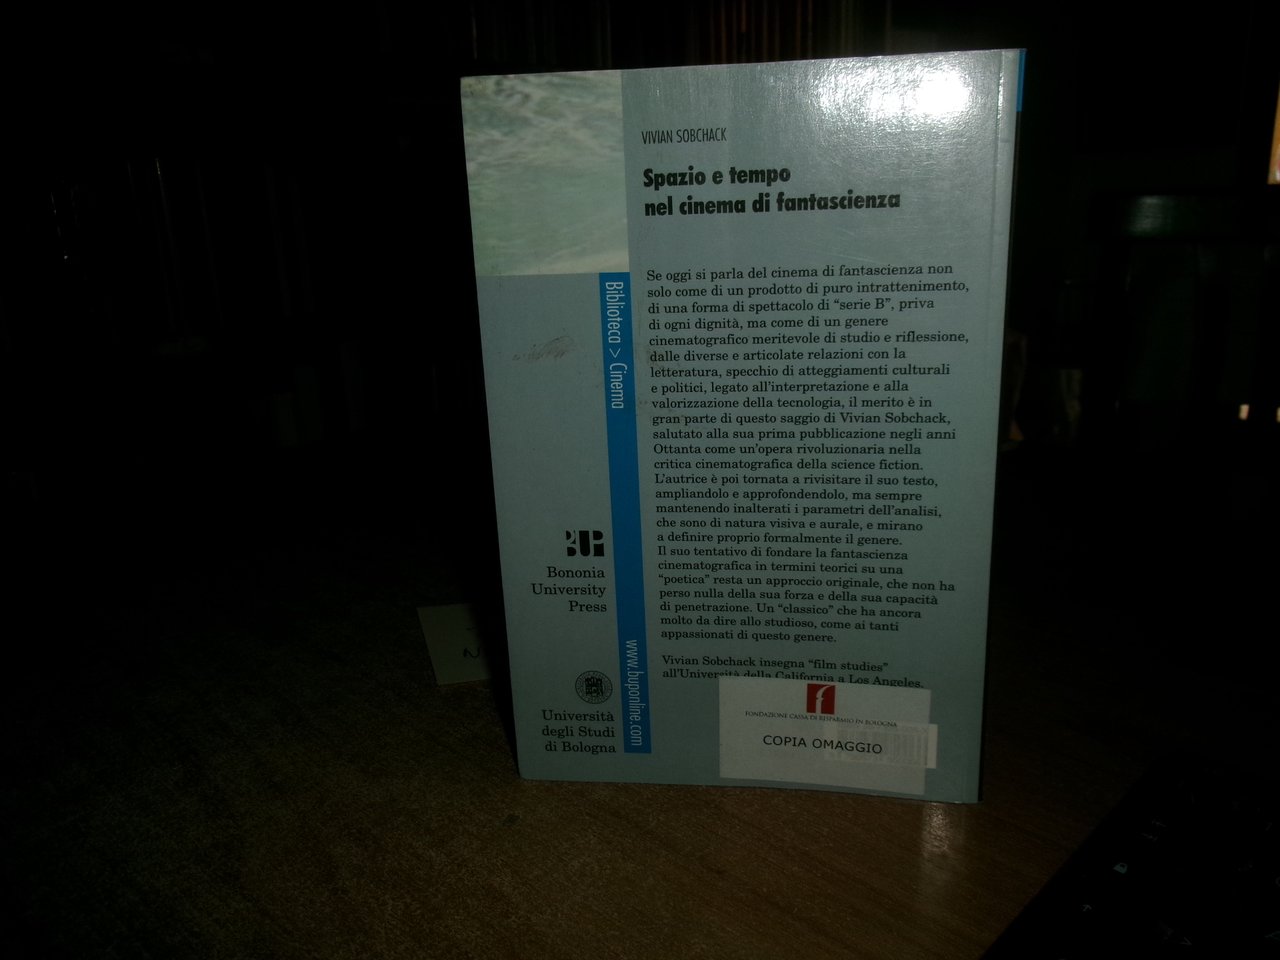 VIVIAN SOBCHACK
Spazio e tempo
nel cinema di fantascienza
Se oggi si parla del cinema di fantascienza non
solo come di un prodotto di puro intrattenimento,
di una forma di spettacolo di “serie B”, priva
di ogni dignità, ma come di un genere
cinematografico meritevole di studio e riflessione,
dalle diverse e articolate relazioni con la
letteratura, specchio di atteggiamenti culturali
e politici, legato all'interpretazione e alla
valorizzazione della tecnologia, il merito è in
gran parte di questo saggio di Vivian Sobchack,
salutato alla sua prima pubblicazione negli anni
Ottanta come un'opera rivoluzionaria nella
critica cinematografica della science fiction.
L'autrice è poi tornata a rivisitare il suo testo,
ampliandolo e approfondendolo, ma sempre
mantenendo inalterati i parametri dell'analisi,
che sono di natura visiva e aurale, e mirano
a definire proprio formalmente il genere.
Il suo tentativo di fondare la fantascienza
cinematografica in termini teorici su una
“poetica” resta un approccio originale, che non ha
perso nulla della sua forza e della sua capacità
di penetrazione. Un “classico” che ha ancora
molto da dire allo studioso, come ai tanti
appassionati di questo genere.
Vivian Sobchack insegna “film studies”
all'Università della California a Los Angeles.
Biblioteca > Cinema
www.buponline.com
BUP
Bononia
University
Press
Università
degli Studi
di Bologna
f
FONDAZIONE CASSA DI RISPARMIO IN BOLOGNA
COPIA OMAGGIO